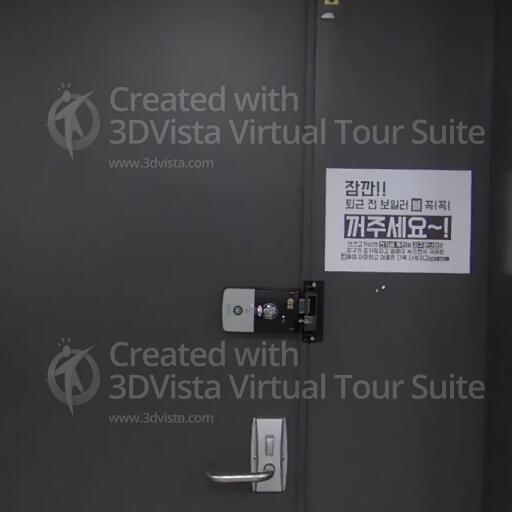 Created with
3DVista Virtual Tour Suite
www.3dvista.com
잠깐!!
퇴근 전 보일러 불 꼭!꼭!
꺼주세요~!
Created with
3DVista Virtual Tour Suite
www.3dvista.com